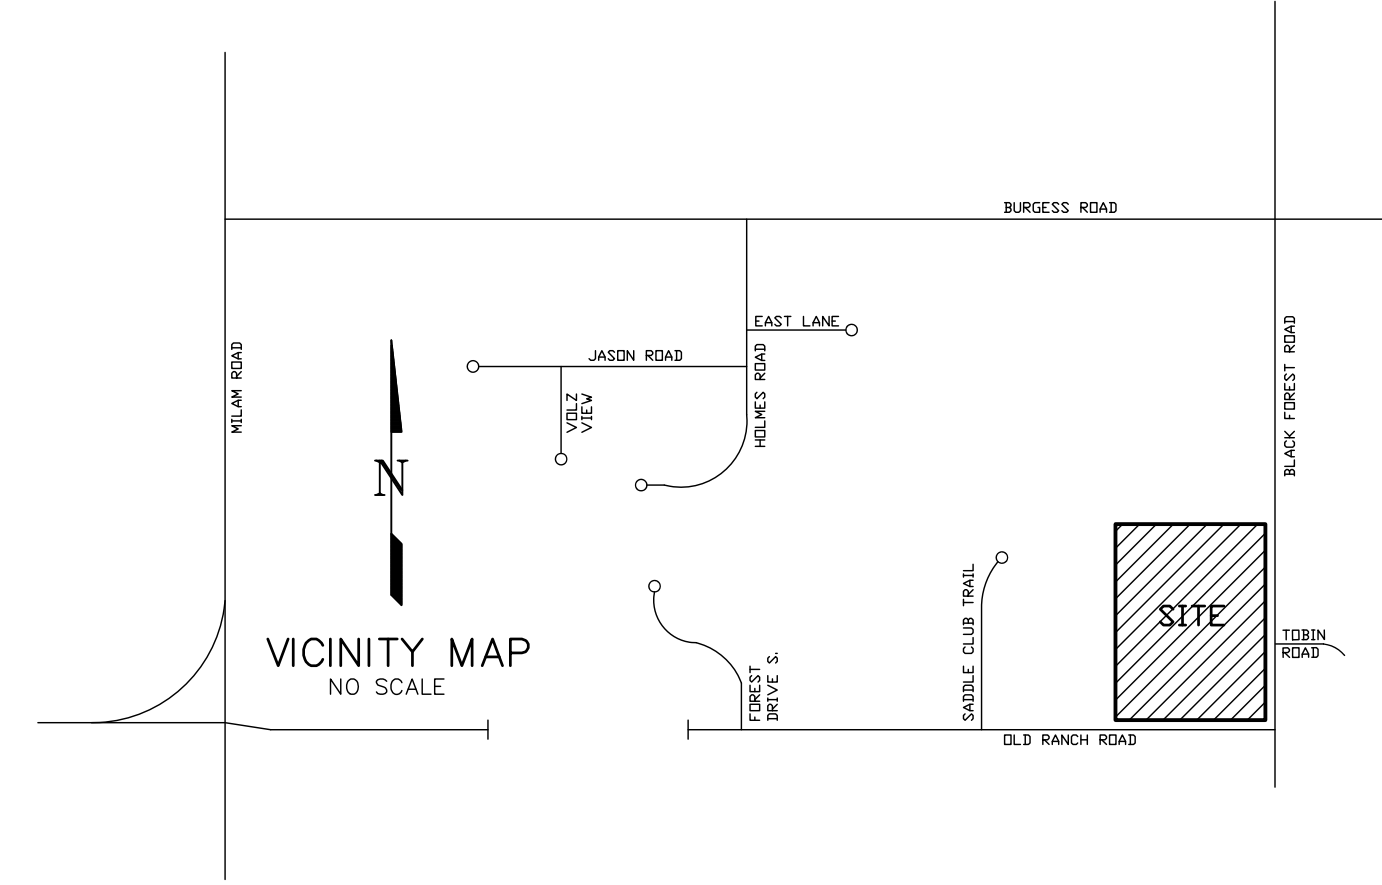 BURGESS ROAD
EAST LANE
JASON ROAD
MILAM ROAD
VOLZ
VIEW
HOLMES ROAD
BLACK FOREST ROAD
N
SADDLE CLUB TRAIL
SITE
TOBIN
ROAD
VICINITY MAP
NO SCALE
FOREST
DRIVE S.
OLD RANCH ROAD